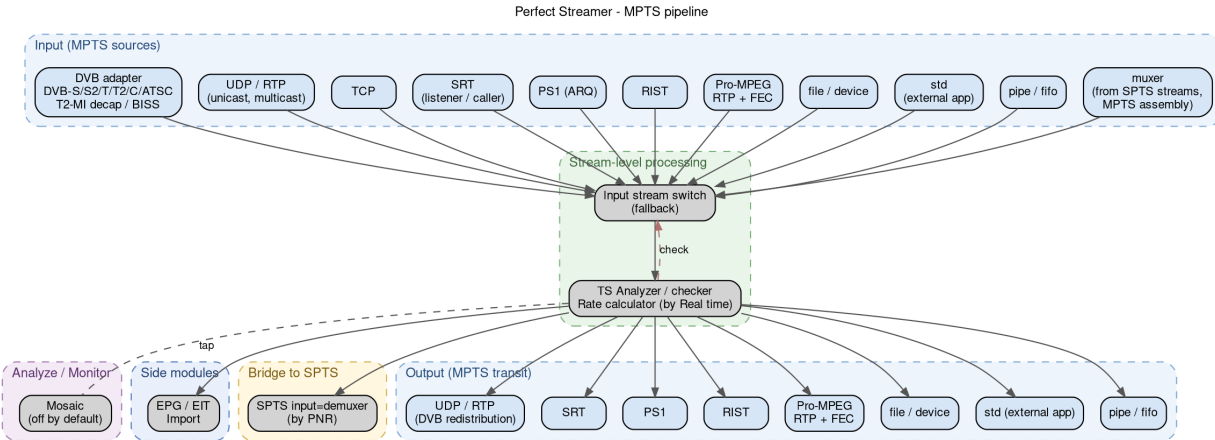 Perfect Streamer - MPTS pipeline
Input (MPTS sources)
DVB adapter
DVB-S/S2/T/T2/C/ATSC
T2-MI decap / BISS
UDP / RTP
(unicast, multicast)
TCP
SRT
(listener / caller)
PS1 (ARQ)
RIST
Pro-MPEG
RTP + FEC
file / device
std
(external app)
pipe / fifo
muxer
(from SPTS streams,
MPTS assembly)
Stream-level processing
Input stream switch
(fallback)
check
TS Analyzer / checker
Rate calculator (by Real time)
tap
Analyze / Monitor
Mosaic
(off by default)
Side modules
EPG / EIT
Import
Bridge to SPTS
SPTS input=demuxer
(by PNR)
Output (MPTS transit)
UDP / RTP
(DVB redistribution)
SRT
PS1
RIST
Pro-MPEG
RTP + FEC
file / device
std (external app)
pipe / fifo